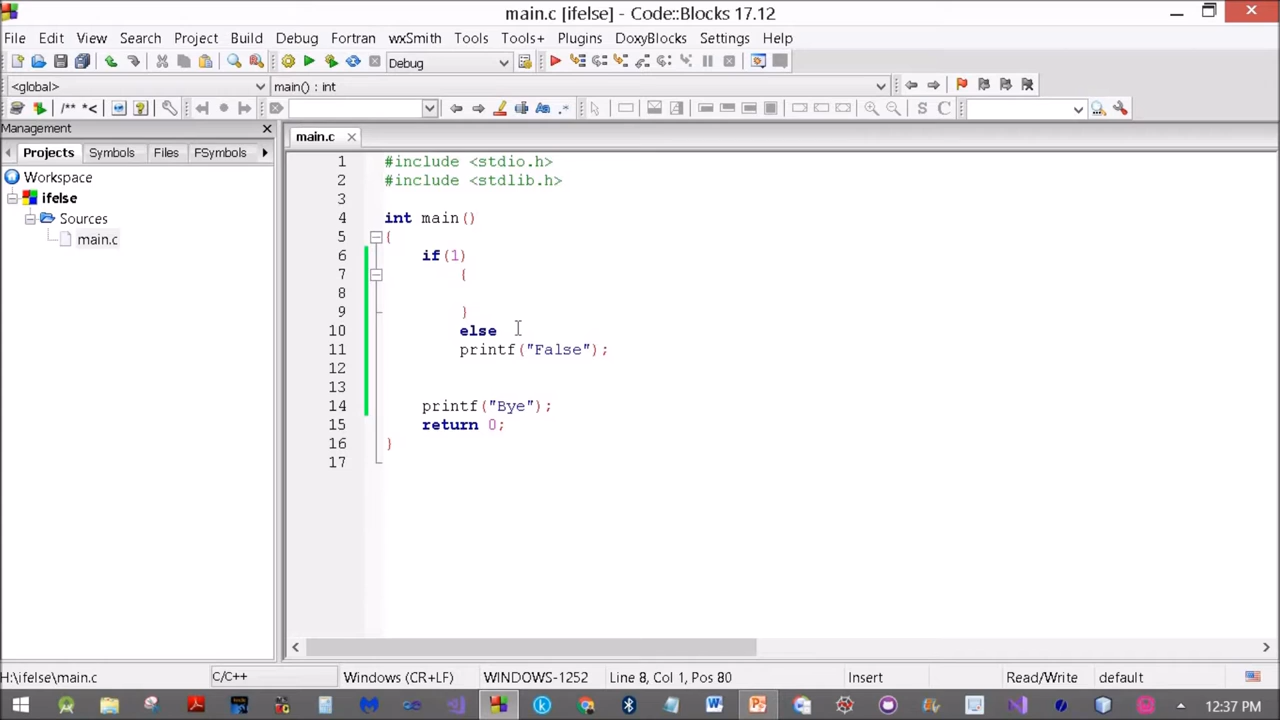 main.c [ifelse] - Code::Blocks 17.12
File Edit View Search Project Build Debug Fortran wxSmith Tools Tools+ Plugins DoxyBlocks Settings Help
Debug
<global> main() : int
/** *< Aa .* S C
Management
main.c
Projects Symbols Files FSymbols
Workspace
ifelse
Sources
main.c
1 #include <stdio.h>
2 #include <stdlib.h>
3
4 int main()
5 {
6 if(1)
7 {
8
9 }
10 else
11 printf("False");
12
13
14 printf("Bye");
15 return 0;
16 }
17
H:\ifelse\main.c C/C++ Windows (CR+LF) WINDOWS-1252 Line 8, Col 1, Pos 80 Insert Read/Write default
12:37 PM